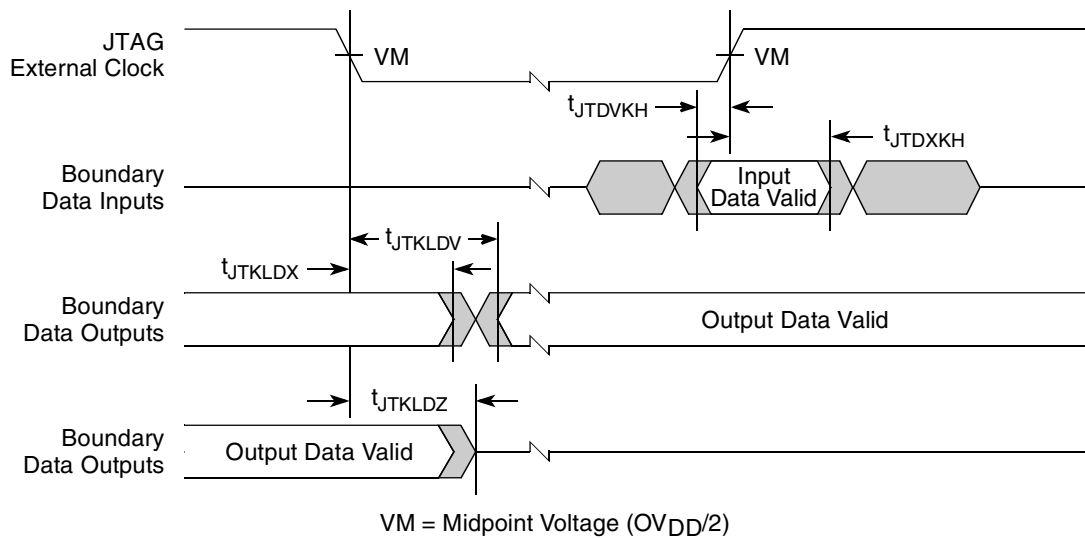 JTAG
External Clock
VM
VM
tJTDVKH
tJTDXKH
Boundary
Data Inputs
Input
Data Valid
tJTKLDV
tJTKLDX
Boundary
Data Outputs
Output Data Valid
tJTKLDZ
Boundary
Data Outputs
Output Data Valid
VM = Midpoint Voltage (OVDD/2)